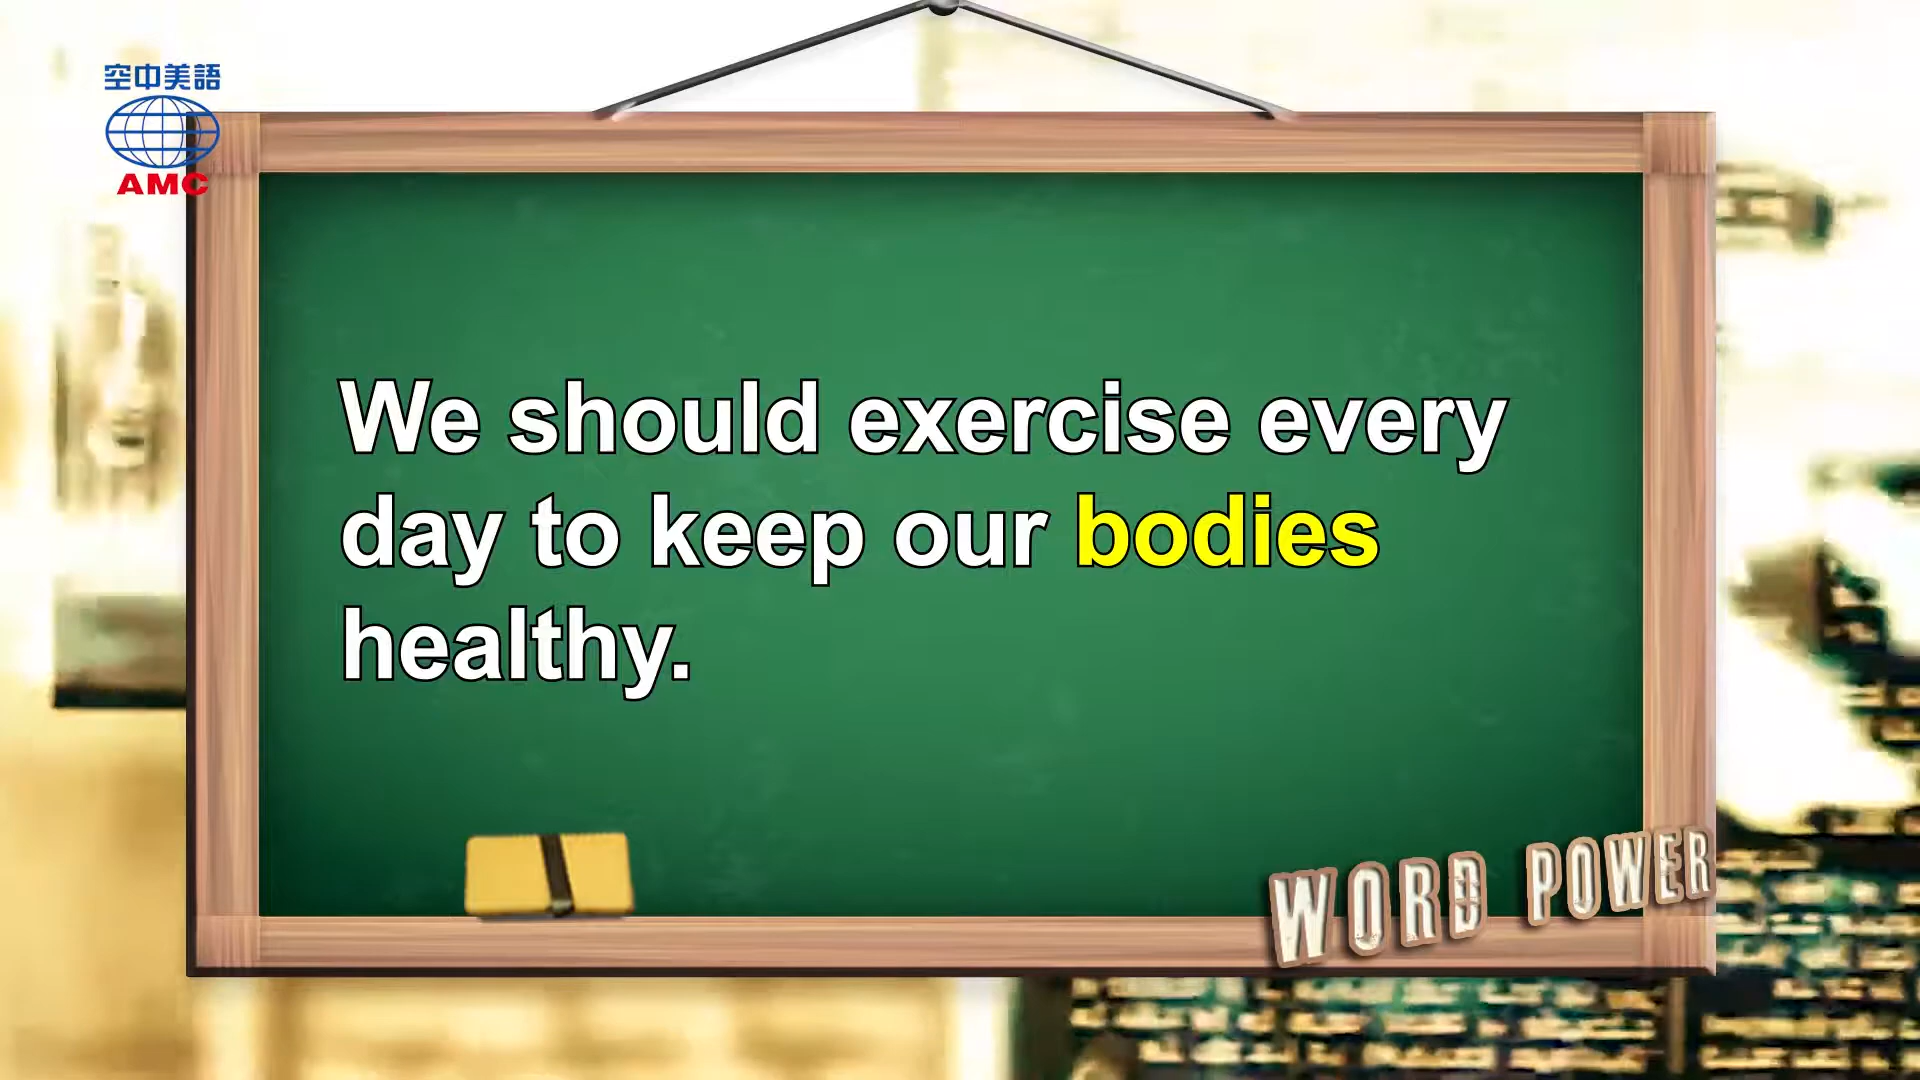 空中美語
AMC
We should exercise every
day to keep our bodies
healthy.
WORD POWER